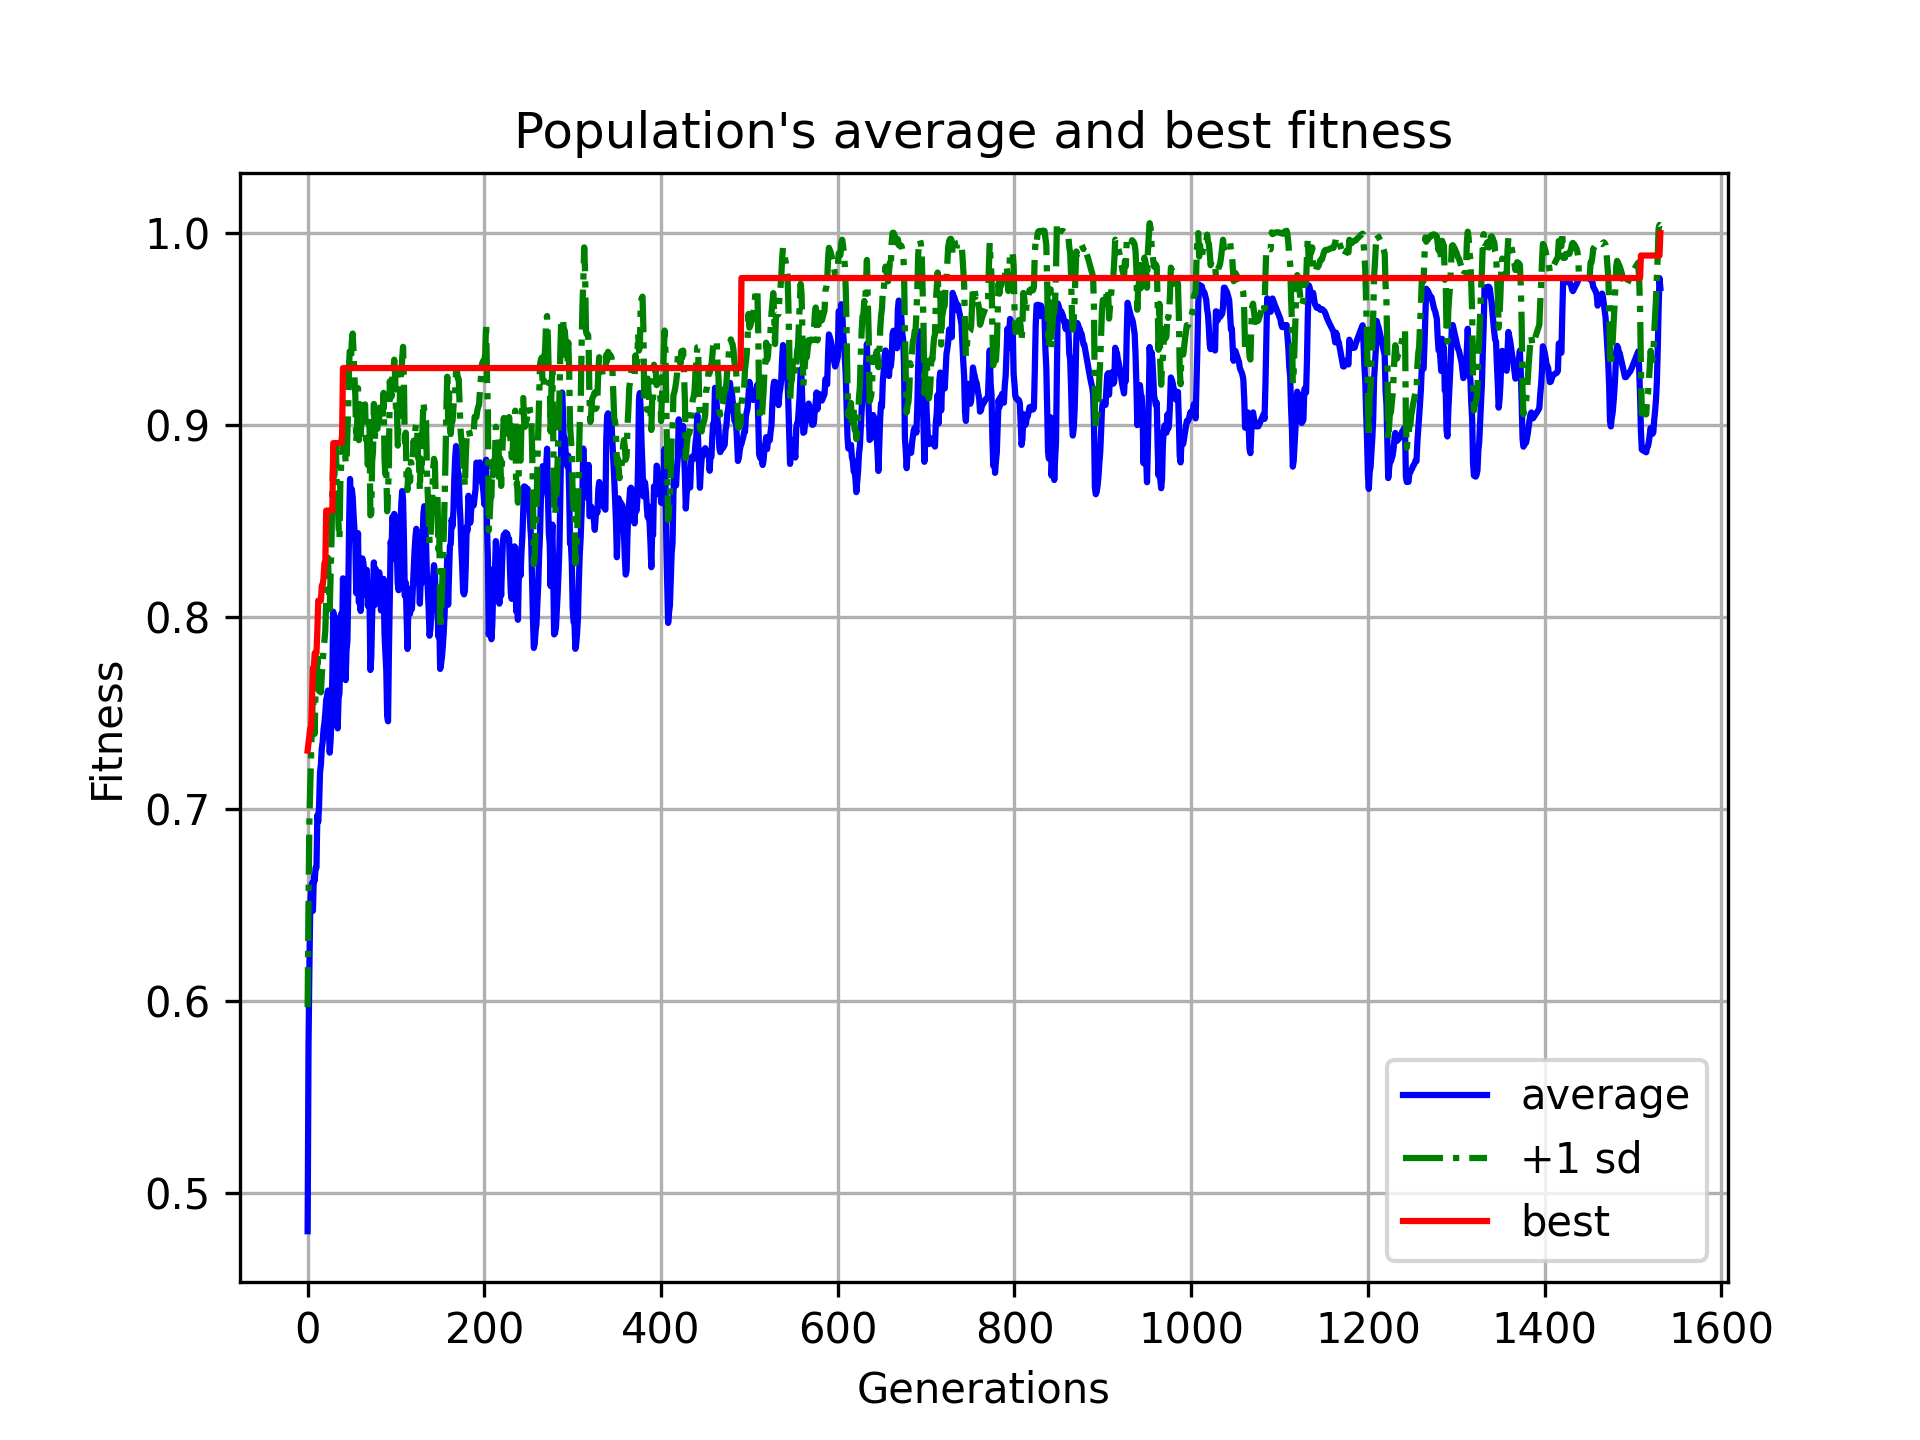 Population's average and best fitness
1.0
0.9
0.8
0.7
0.6
0.5
Fitness
0 200 400 600 800 1000 1200 1400 1600
Generations
average
+1 sd
best